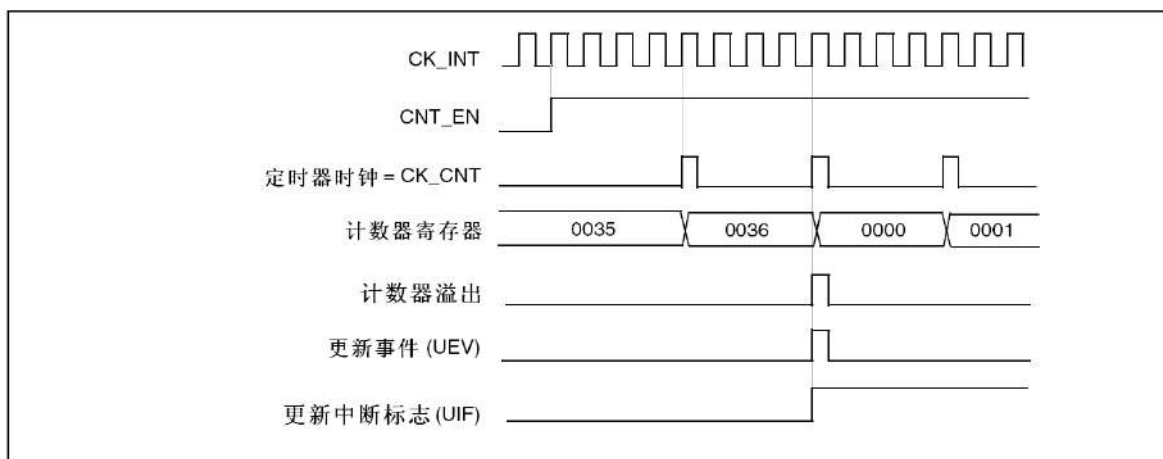 CK_INT
CNT_EN
定时器时钟 = CK_CNT
计数器寄存器 0035 0036 0000 0001
计数器溢出
更新事件 (UEV)
更新中断标志 (UIF)